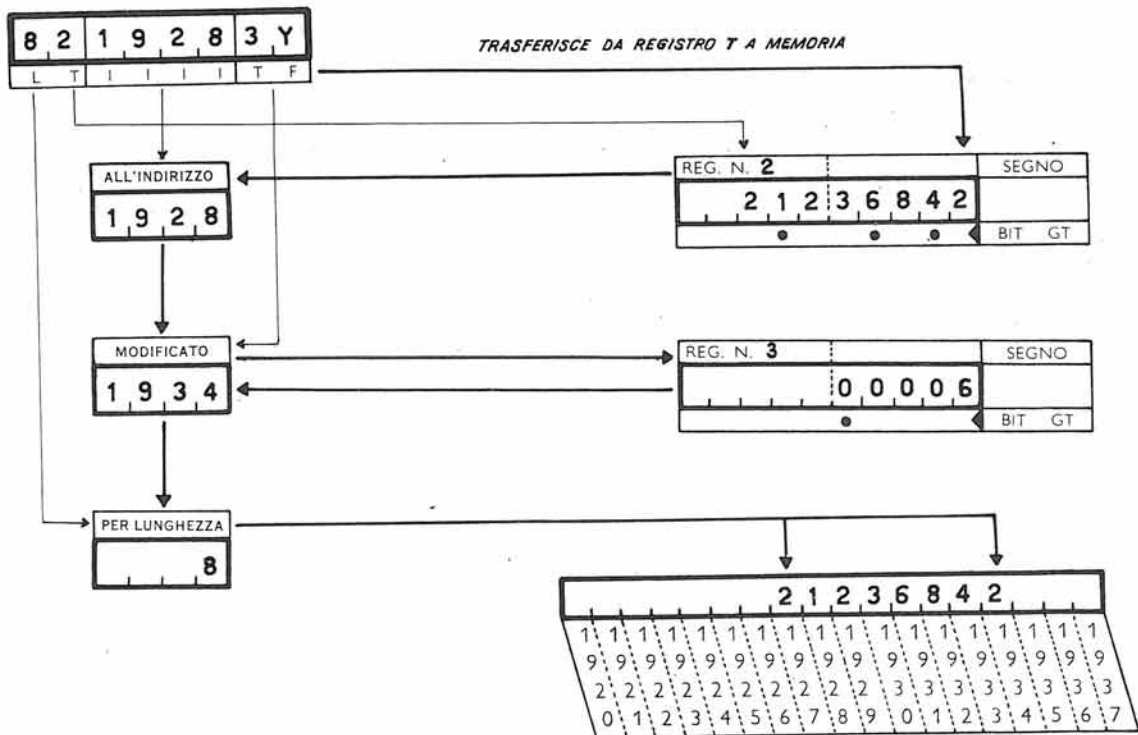 8 2 1 9 2 8 3 Y
L T I I I I T F
TRASFERISCE DA REGISTRO T A MEMORIA
ALL'INDIRIZZO
1 9 2 8
REG. N. 2 SEGNO
2 1 2 3 6 8 4 2
BIT GT
MODIFICATO
1 9 3 4
REG. N. 3 SEGNO
0 0 0 0 6
BIT GT
PER LUNGHEZZA
8
2 1 2 3 6 8 4 2
1 1 1 1 1 1 1 1 1 1 1 1 1 1 1 1 1 1
9 9 9 9 9 9 9 9 9 9 9 9 9 9 9 9 9 9
2 2 2 2 2 2 2 2 2 2 3 3 3 3 3 3 3 3
0 1 2 3 4 5 6 7 8 9 0 1 2 3 4 5 6 7